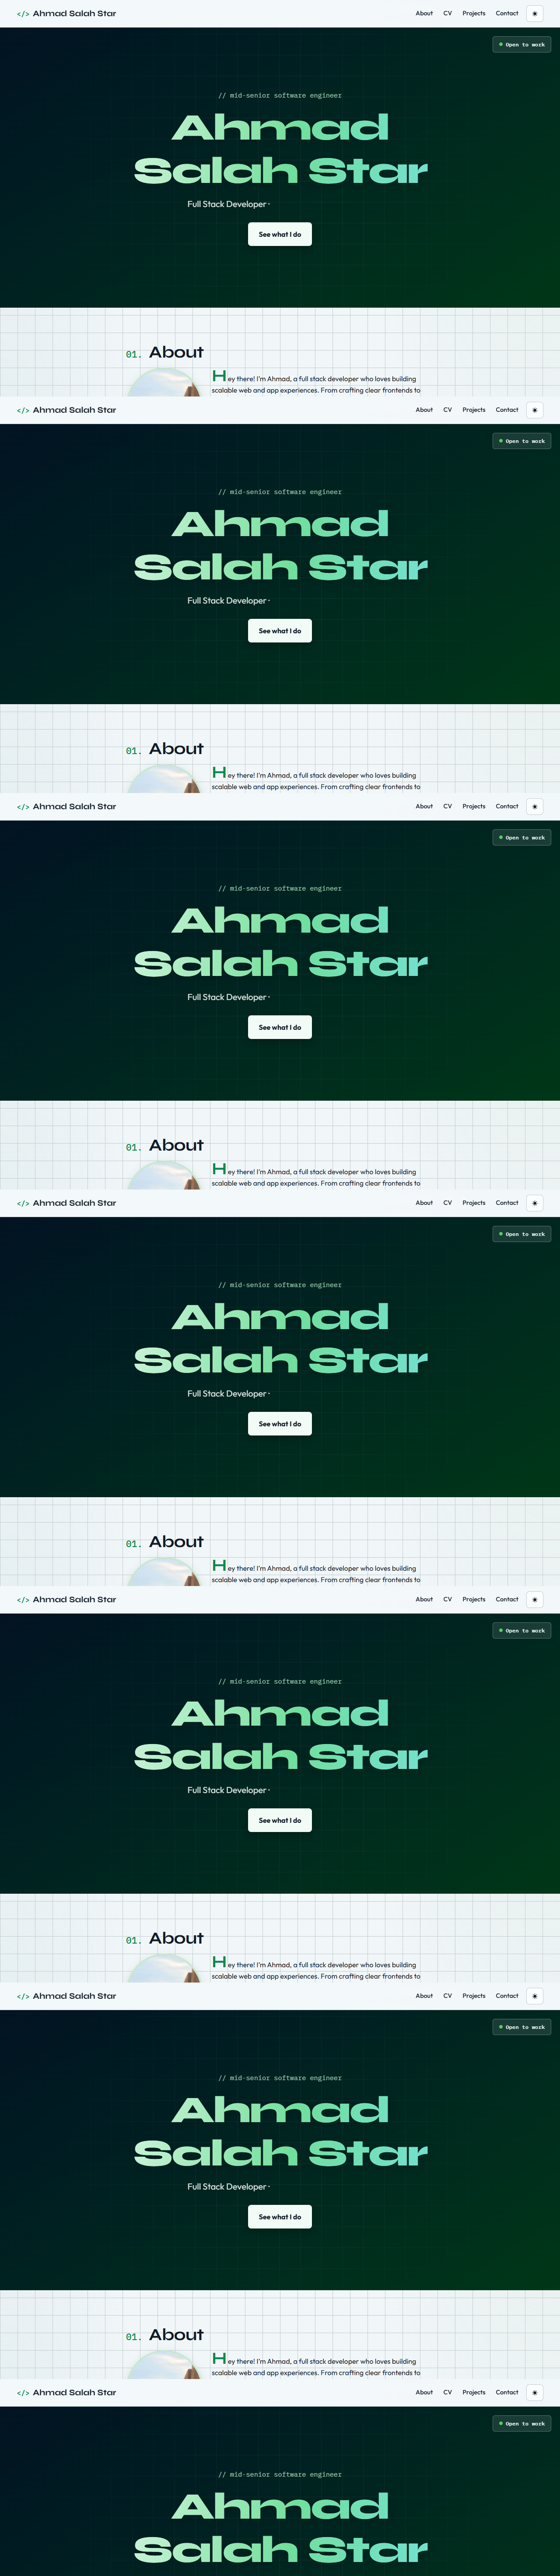 </> Ahmad Salah Star
About CV Projects Contact
Open to work
// mid-senior software engineer
Ahmad
Salah Star
Full Stack Developer ·
See what I do
01. About
Hey there! I'm Ahmad, a full stack developer who loves building
scalable web and app experiences. From crafting clear frontends to
</> Ahmad Salah Star
About CV Projects Contact
Open to work
// mid-senior software engineer
Ahmad
Salah Star
Full Stack Developer ·
See what I do
01. About
Hey there! I'm Ahmad, a full stack developer who loves building
scalable web and app experiences. From crafting clear frontends to
</> Ahmad Salah Star
About CV Projects Contact
Open to work
// mid-senior software engineer
Ahmad
Salah Star
Full Stack Developer ·
See what I do
01. About
Hey there! I'm Ahmad, a full stack developer who loves building
scalable web and app experiences. From crafting clear frontends to
</> Ahmad Salah Star
About CV Projects Contact
Open to work
// mid-senior software engineer
Ahmad
Salah Star
Full Stack Developer ·
See what I do
01. About
Hey there! I'm Ahmad, a full stack developer who loves building
scalable web and app experiences. From crafting clear frontends to
</> Ahmad Salah Star
About CV Projects Contact
Open to work
// mid-senior software engineer
Ahmad
Salah Star
Full Stack Developer ·
See what I do
01. About
Hey there! I'm Ahmad, a full stack developer who loves building
scalable web and app experiences. From crafting clear frontends to
</> Ahmad Salah Star
About CV Projects Contact
Open to work
// mid-senior software engineer
Ahmad
Salah Star
Full Stack Developer ·
See what I do
01. About
Hey there! I'm Ahmad, a full stack developer who loves building
scalable web and app experiences. From crafting clear frontends to
</> Ahmad Salah Star
About CV Projects Contact
Open to work
// mid-senior software engineer
Ahmad
Salah Star